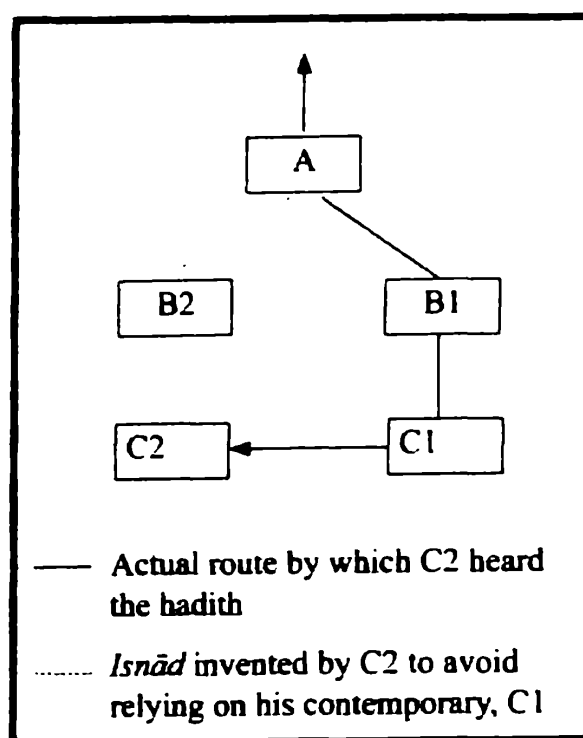 A
B2 B1
C2 C1
Actual route by which C2 heard
the hadith
Isnād invented by C2 to avoid
relying on his contemporary, C1